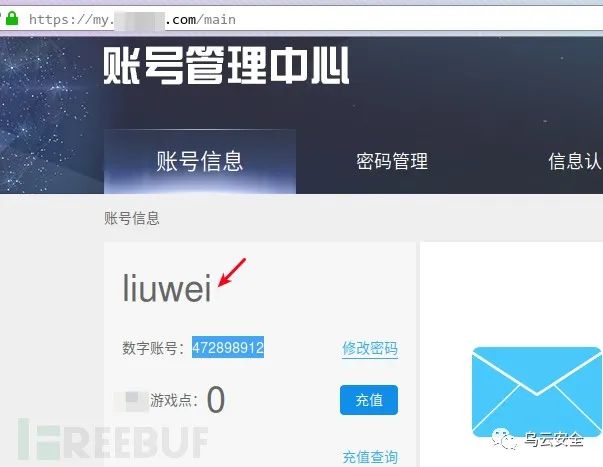 https://my. .com/main
账号管理中心
账号信息 密码管理 信息认
账号信息
liuwei
数字账号：472898912 修改密码
游戏点：0 充值
充值查询
FREEBUF
乌云安全